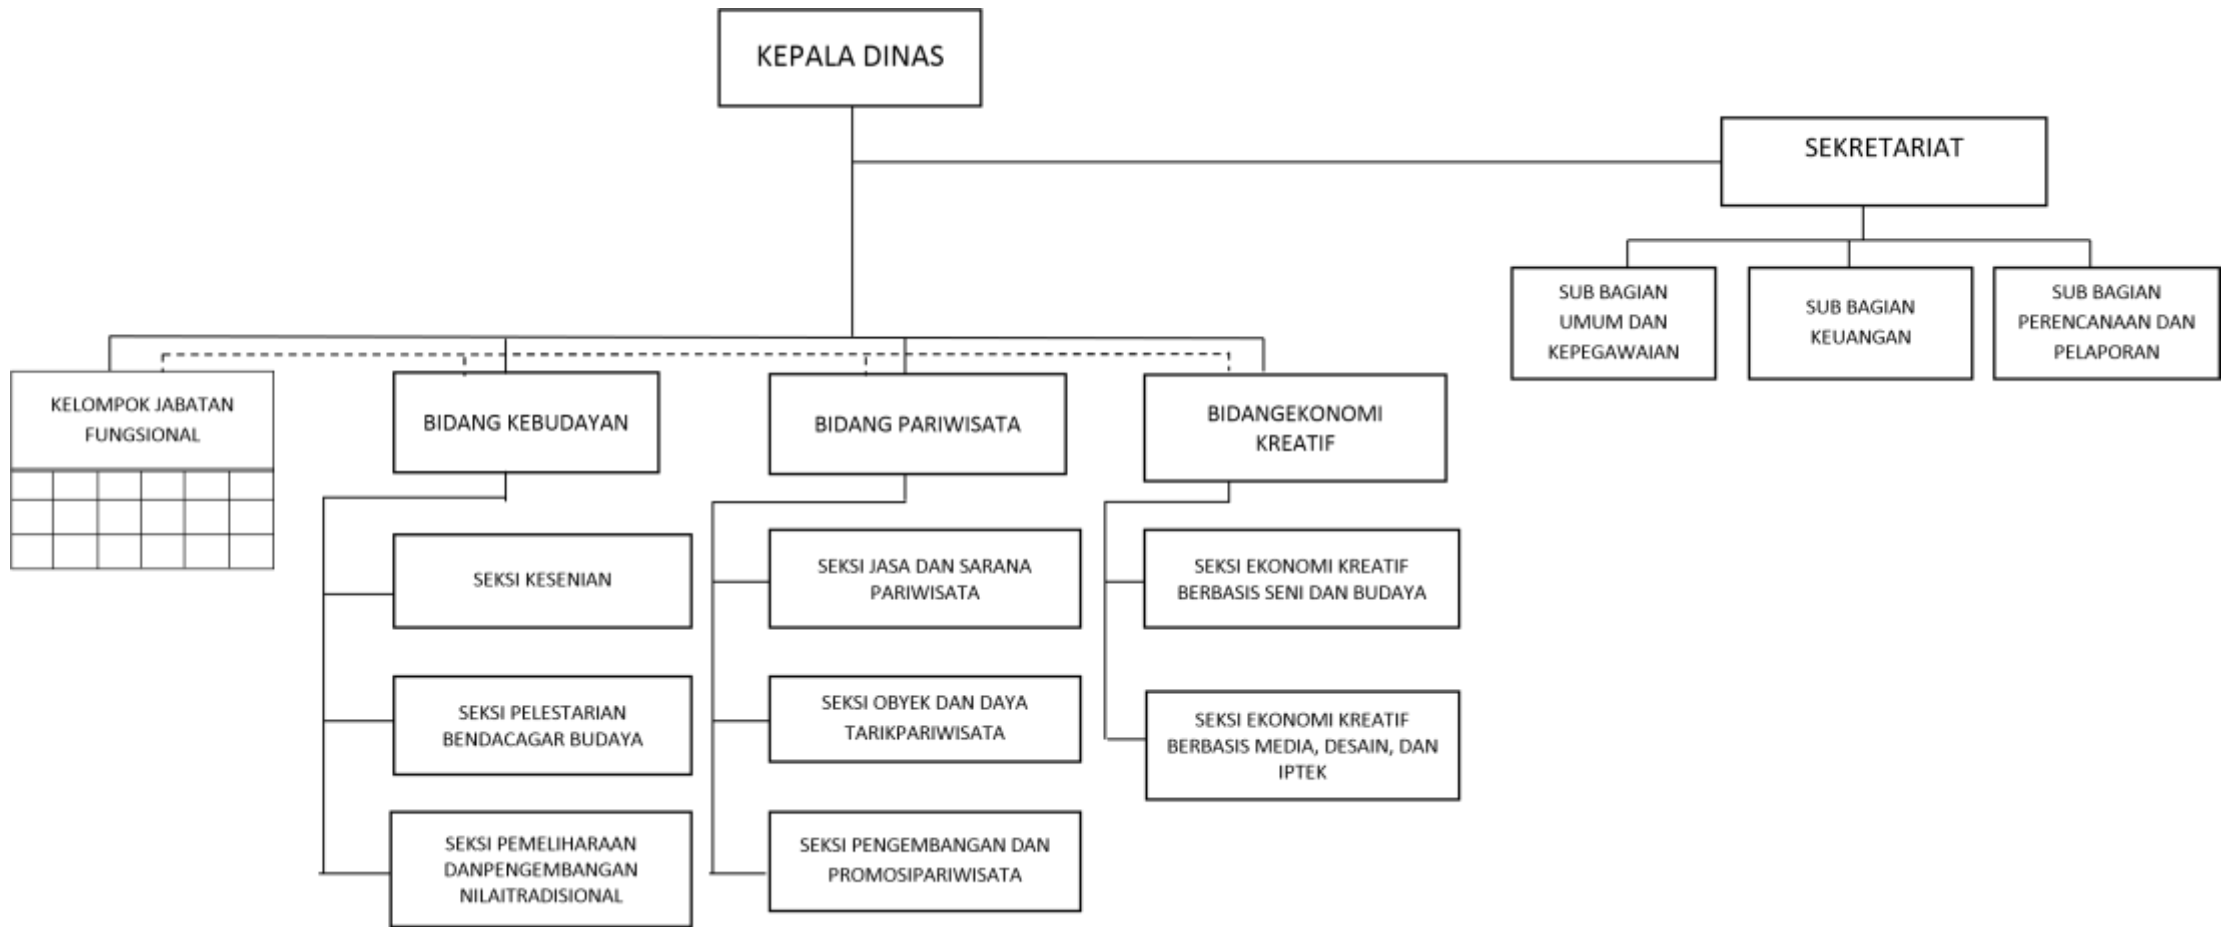 KEPALA DINAS
SEKRETARIAT
SUB BAGIAN
UMUM DAN
KEPEGAWAIAN
SUB BAGIAN
KEUANGAN
SUB BAGIAN
PERENCANAAN DAN
PELAPORAN
KELOMPOK JABATAN
FUNGSIONAL
BIDANG KEBUDAYAN
BIDANG PARIWISATA
BIDANGEKONOMI
KREATIF
SEKSI KESENIAN
SEKSI PELESTARIAN
BENDACAGAR BUDAYA
SEKSI PEMELIHARAAN
DANPENGEMBANGAN
NILAITRADISIONAL
SEKSI JASA DAN SARANA
PARIWISATA
SEKSI OBYEK DAN DAYA
TARIKPARIWISATA
SEKSI PENGEMBANGAN DAN
PROMOSIPARIWISATA
SEKSI EKONOMI KREATIF
BERBASIS SENI DAN BUDAYA
SEKSI EKONOMI KREATIF
BERBASIS MEDIA, DESAIN, DAN
IPTEK